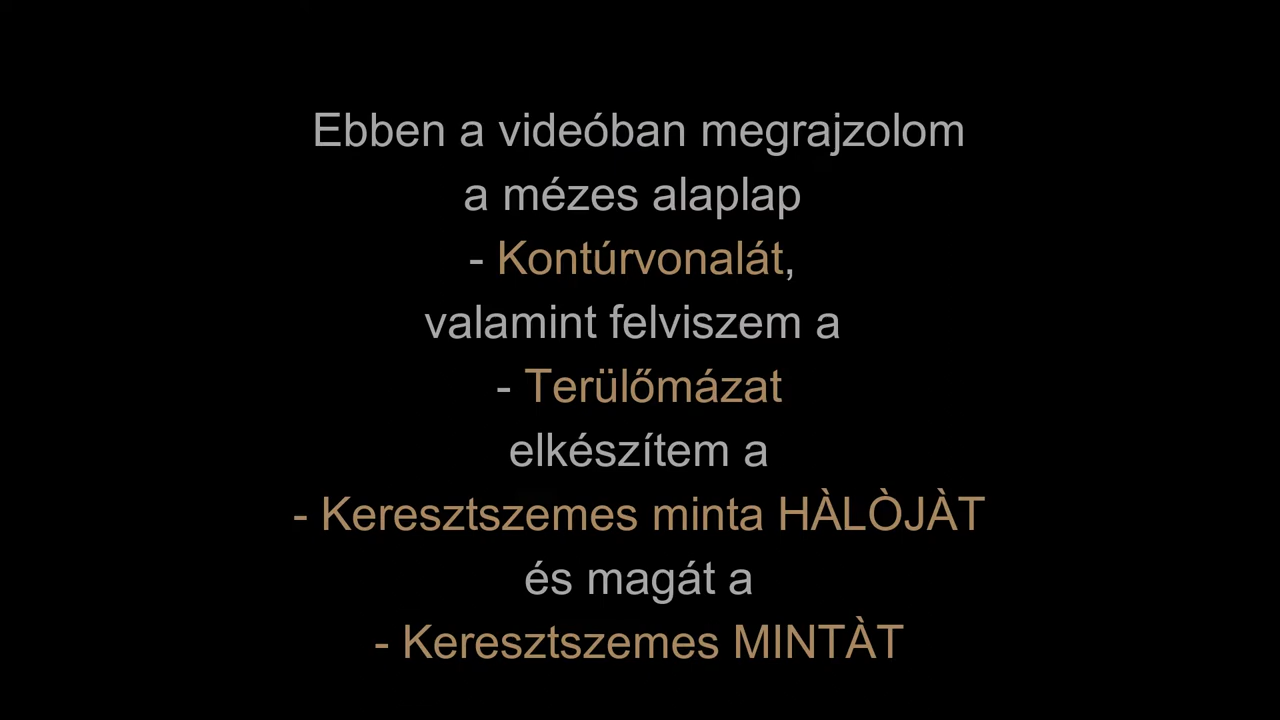 Ebben a videóban megrajzolom
a mézes alaplap
- Kontúrvonalát,
valamint felviszem a
- Terülőmázat
elkészítem a
- Keresztszemes minta HÀLÒJÀT
és magát a
- Keresztszemes MINTÀT